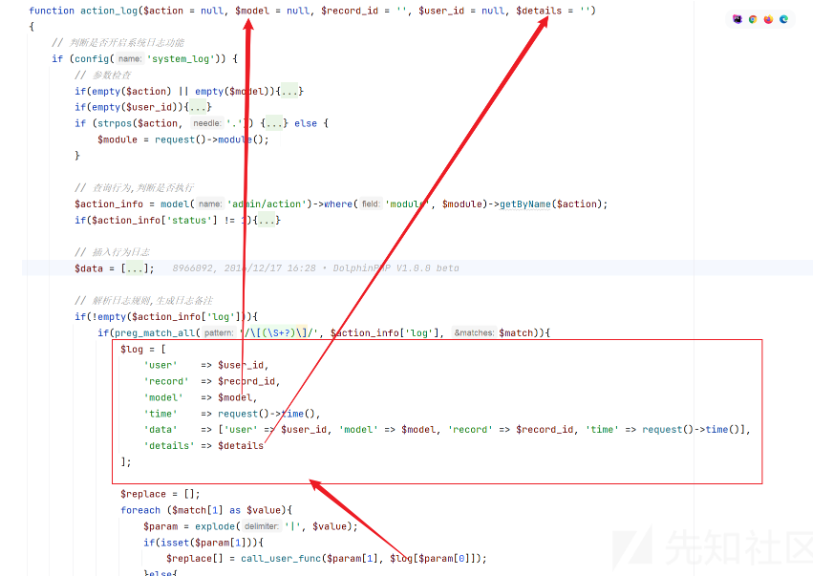 function action_log($action = null, $model = null, $record_id = '', $user_id = null, $details = '')
{
// 判断是否开启系统日志功能
if (config( name: 'system_log')) {
// 参数检查
if(empty($action) || empty($model)){...}
if(empty($user_id)){...}
if (strpos($action, needle: '.')) {...} else {
$module = request()->module();
}
// 查询行为,判断是否执行
$action_info = model( name: 'admin/action')->where( field: 'module', $module)->getByName($action);
if($action_info['status'] != 1){...}
// 插入行为日志
$data = [...]; 8966092, 2016/12/17 16:28 • DolphinPHP V1.0.0 beta
// 解析日志规则,生成日志备注
if(!empty($action_info['log'])){
if(preg_match_all( pattern: '/\[(\S+?)\]/', $action_info['log'], &matches: $match)){
$log = [
'user' => $user_id,
'record' => $record_id,
'model' => $model,
'time' => request()->time(),
'data' => ['user' => $user_id, 'model' => $model, 'record' => $record_id, 'time' => request()->time()],
'details' => $details
];
$replace = [];
foreach ($match[1] as $value){
$param = explode( delimiter: '|', $value);
if(isset($param[1])){
$replace[] = call_user_func($param[1], $log[$param[0]]);
}else{
先知社区